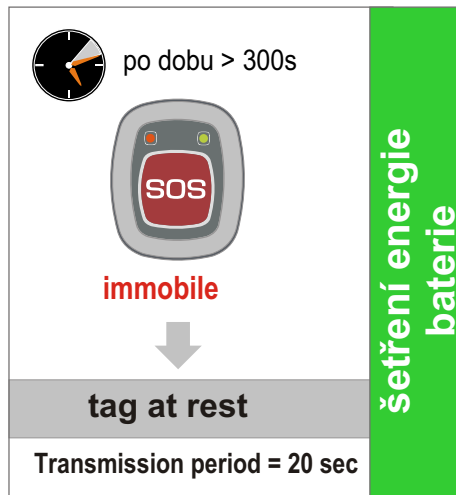 po dobu > 300s
SOS
immobile
tag at rest
Transmission period = 20 sec
šetření energie
baterie